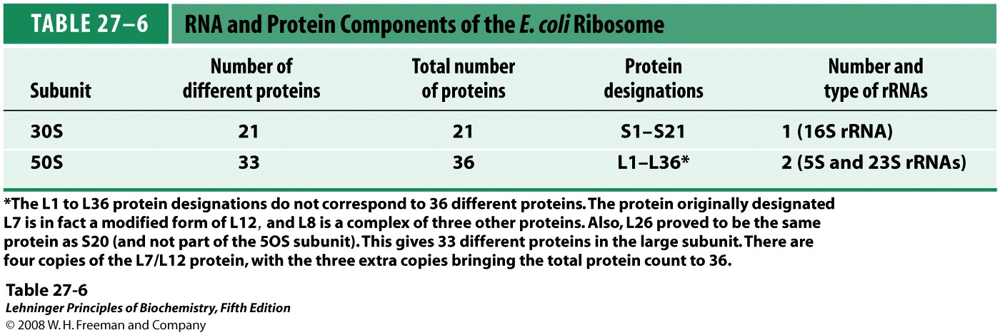 TABLE 27–6 RNA and Protein Components of the E. coli Ribosome
Subunit Number of different proteins Total number of proteins Protein designations Number and type of rRNAs
30S 21 21 S1–S21 1 (16S rRNA)
50S 33 36 L1–L36* 2 (5S and 23S rRNAs)
*The L1 to L36 protein designations do not correspond to 36 different proteins. The protein originally designated
L7 is in fact a modified form of L12, and L8 is a complex of three other proteins. Also, L26 proved to be the same
protein as S20 (and not part of the 5OS subunit). This gives 33 different proteins in the large subunit. There are
four copies of the L7/L12 protein, with the three extra copies bringing the total protein count to 36.
Table 27-6
Lehninger Principles of Biochemistry, Fifth Edition
© 2008 W. H. Freeman and Company